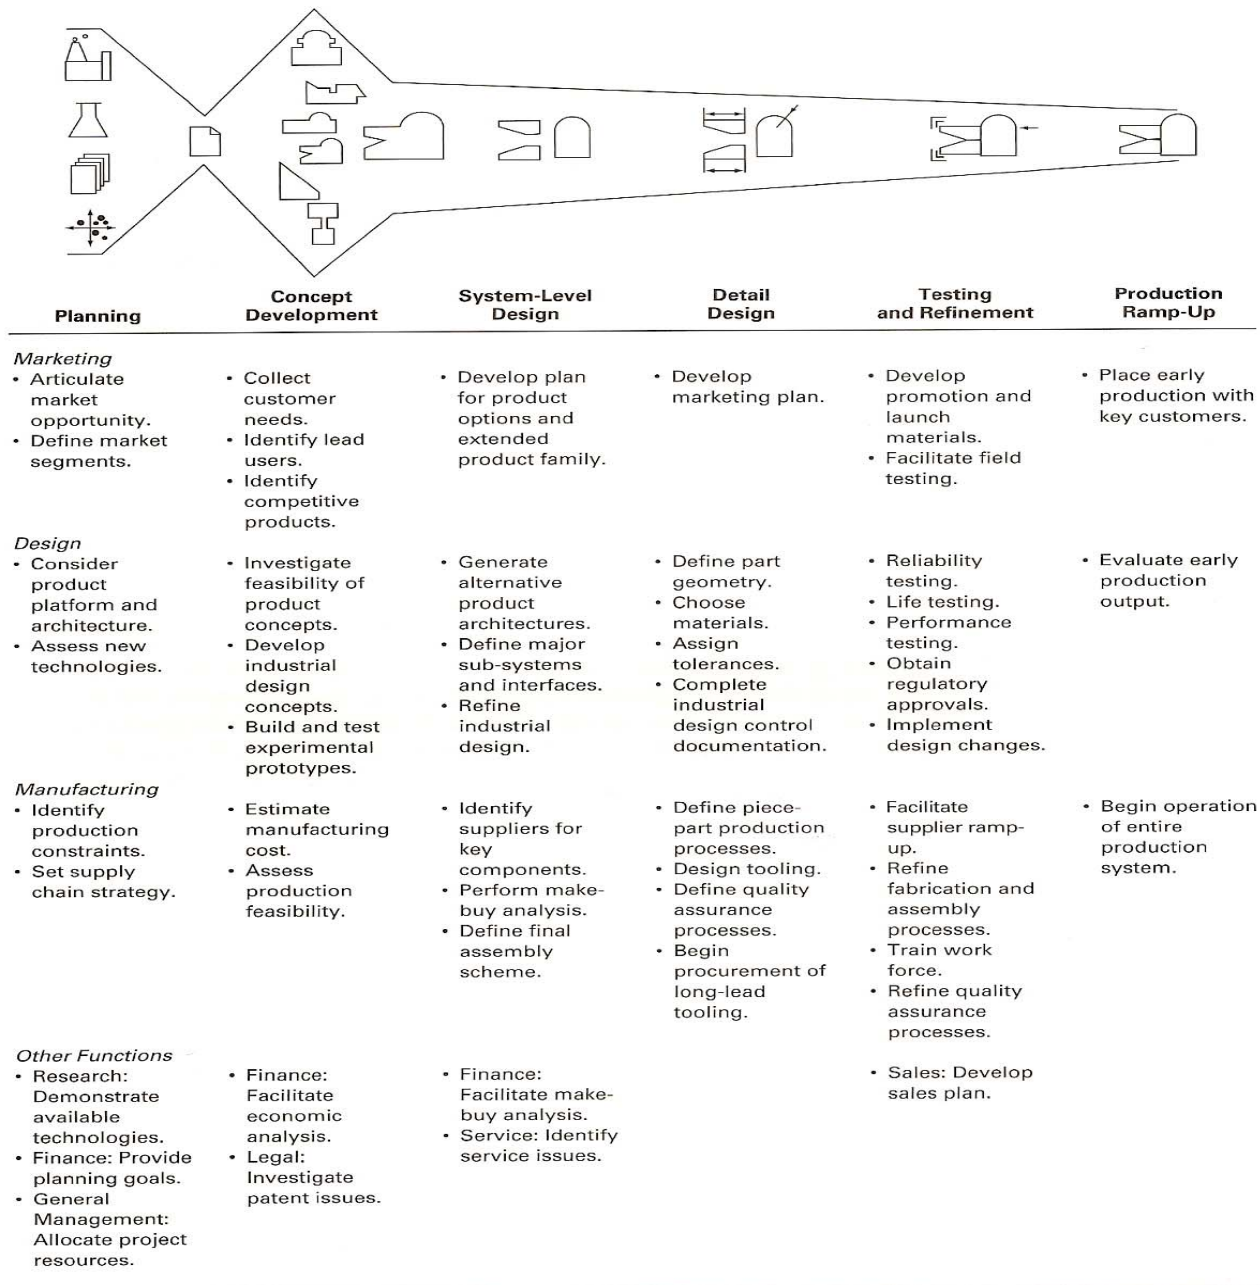 Planning
Concept
Development
System-Level
Design
Detail
Design
Testing
and Refinement
Production
Ramp-Up
Marketing
• Articulate
market
opportunity.
• Define market
segments.
• Collect
customer
needs.
• Identify lead
users.
• Identify
competitive
products.
• Develop plan
for product
options and
extended
product family.
• Develop
marketing plan.
• Develop
promotion and
launch
materials.
• Facilitate field
testing.
• Place early
production with
key customers.
Design
• Consider
product
platform and
architecture.
• Assess new
technologies.
• Investigate
feasibility of
product
concepts.
• Develop
industrial
design
concepts.
• Build and test
experimental
prototypes.
• Generate
alternative
product
architectures.
• Define major
sub-systems
and interfaces.
• Refine
industrial
design.
• Define part
geometry.
• Choose
materials.
• Assign
tolerances.
• Complete
industrial
design control
documentation.
• Reliability
testing.
• Life testing.
• Performance
testing.
• Obtain
regulatory
approvals.
• Implement
design changes.
• Evaluate early
production
output.
Manufacturing
• Identify
production
constraints.
• Set supply
chain strategy.
• Estimate
manufacturing
cost.
• Assess
production
feasibility.
• Identify
suppliers for
key
components.
• Perform make-
buy analysis.
• Define final
assembly
scheme.
• Define piece-
part production
processes.
• Design tooling.
• Define quality
assurance
processes.
• Begin
procurement of
long-lead
tooling.
• Facilitate
supplier ramp-
up.
• Refine
fabrication and
assembly
processes.
• Train work
force.
• Refine quality
assurance
processes.
• Begin operation
of entire
production
system.
Other Functions
• Research:
Demonstrate
available
technologies.
• Finance: Provide
planning goals.
• General
Management:
Allocate project
resources.
• Finance:
Facilitate
economic
analysis.
• Legal:
Investigate
patent issues.
• Finance:
Facilitate make-
buy analysis.
• Service: Identify
service issues.
• Sales: Develop
sales plan.